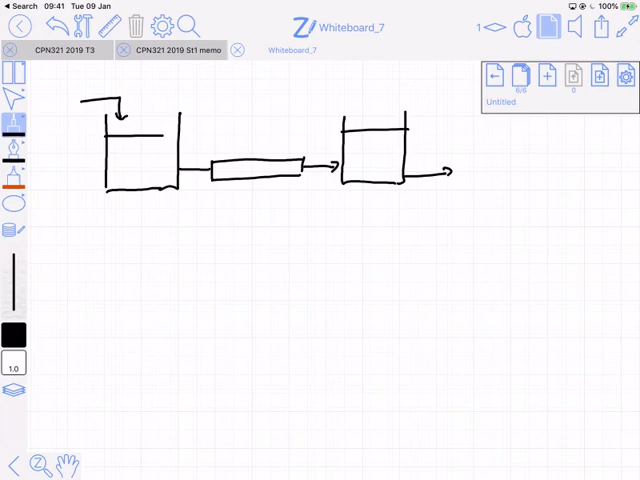 Search 09:41 Tue 09 Jan 100%
Whiteboard_7
1
CPN321 2019 T3 CPN321 2019 St1 memo Whiteboard_7
6/6 0
Untitled
1.0